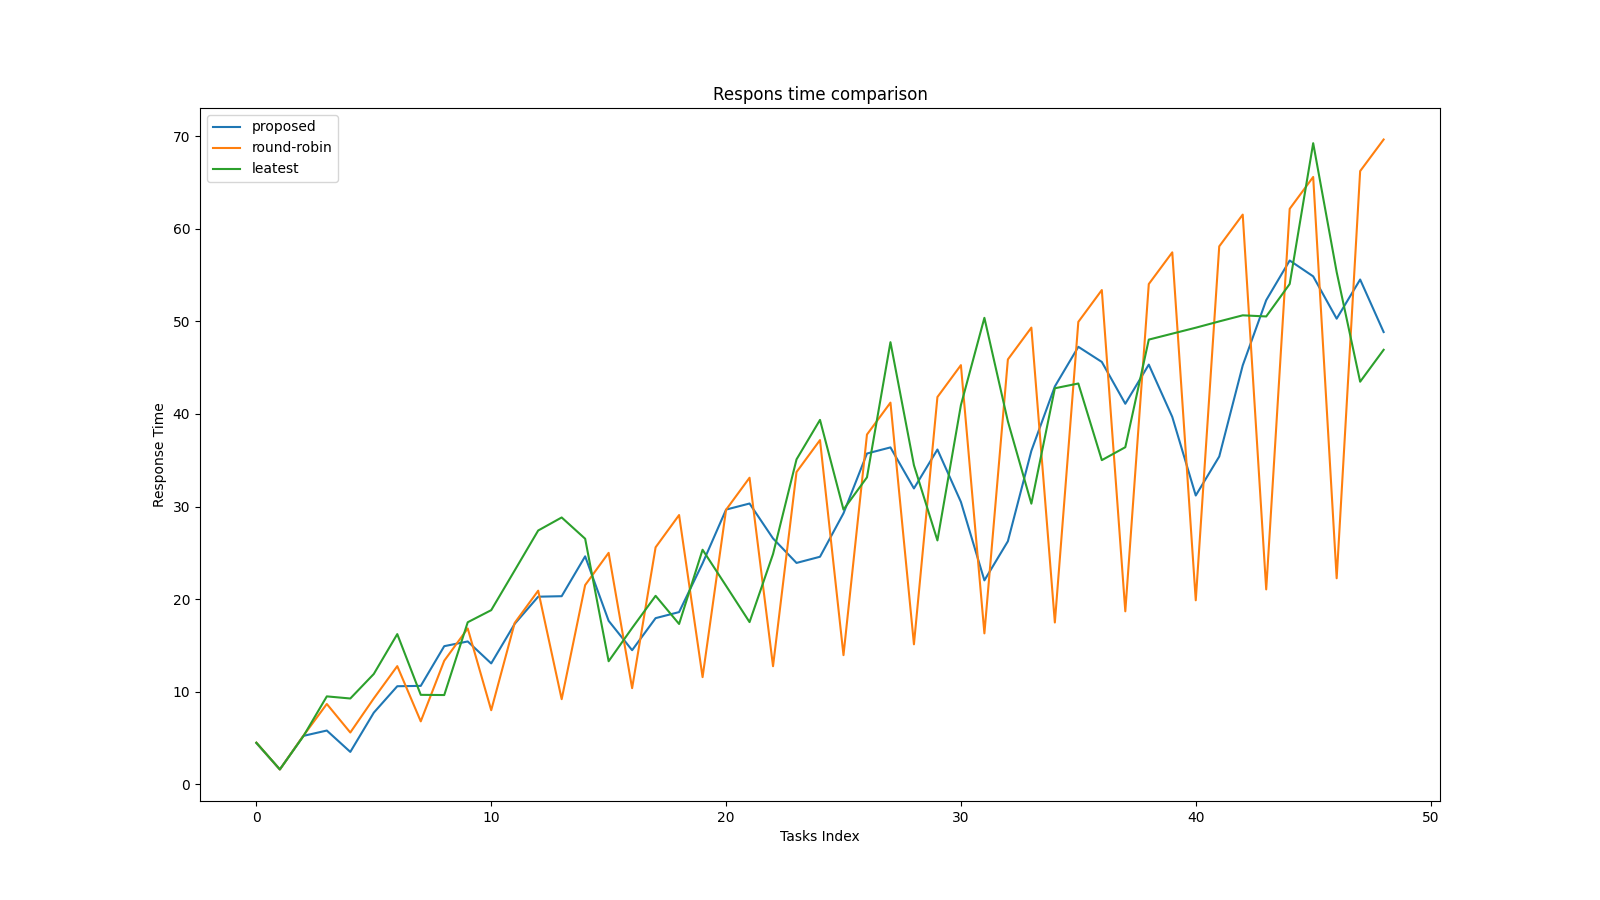 Respons time comparison
proposed
round-robin
leatest
Response Time
70
60
50
40
30
20
10
0
0 10 20 30 40 50
Tasks Index